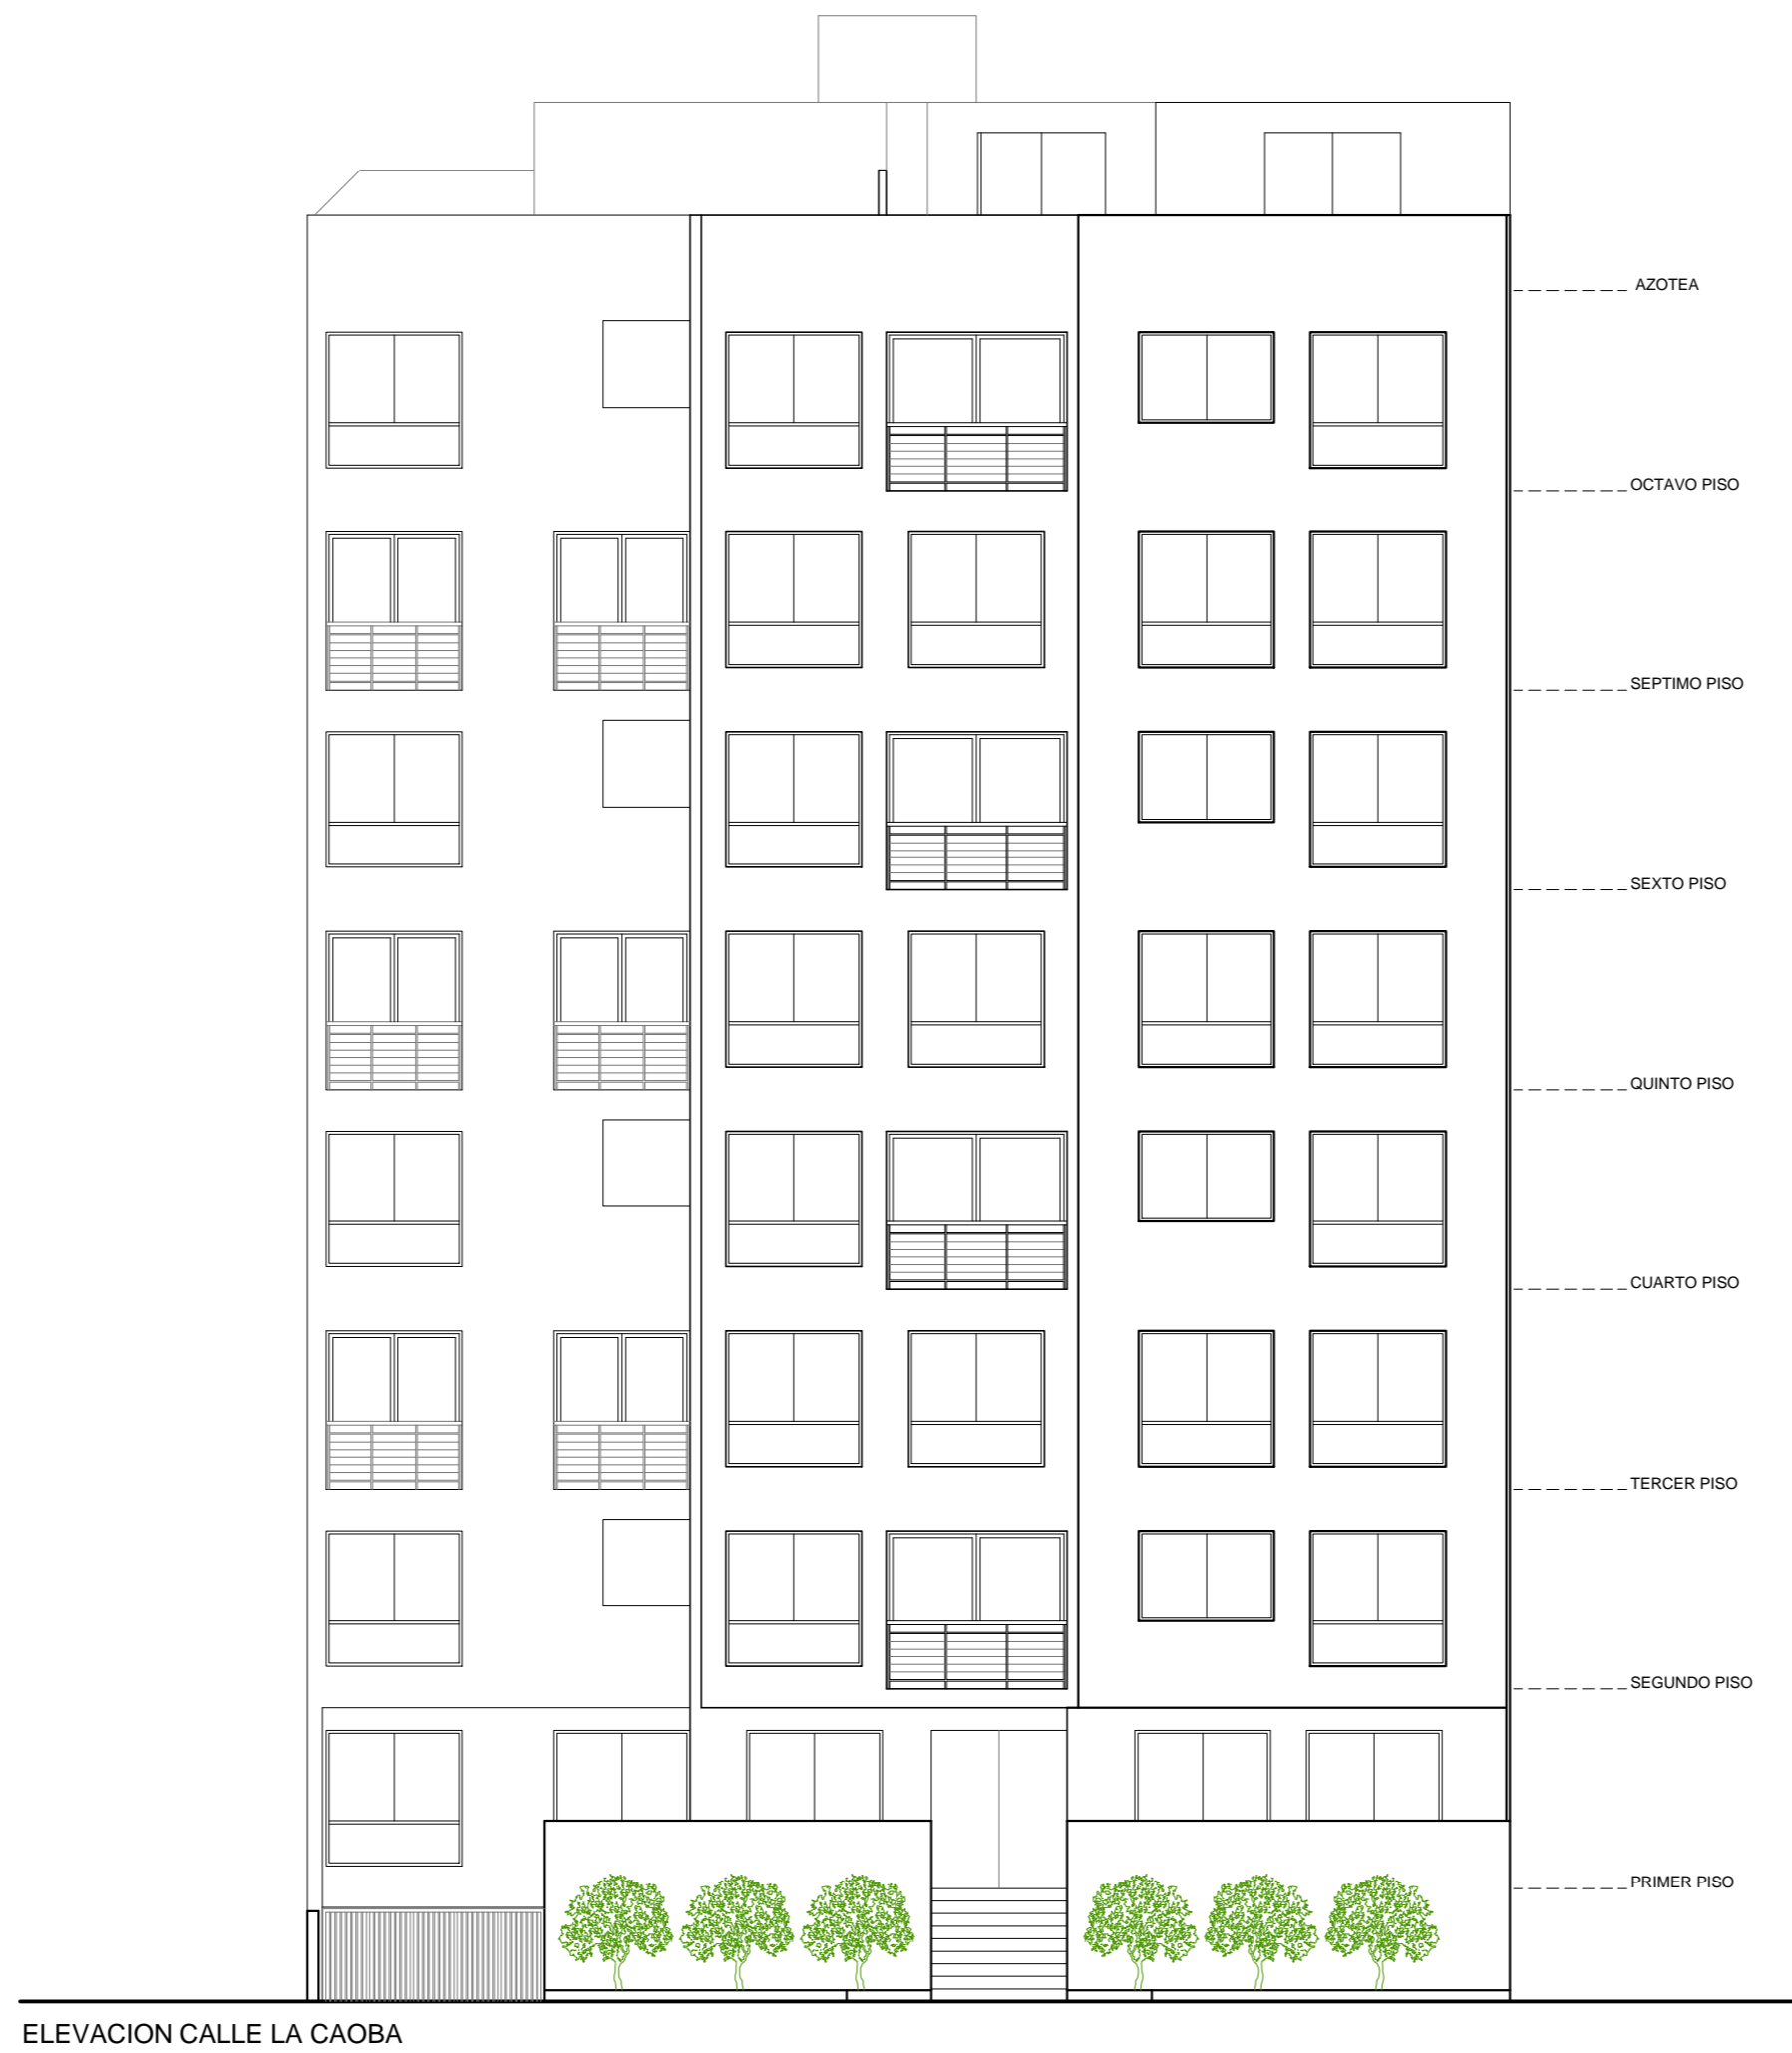 AZOTEA
OCTAVO PISO
SEPTIMO PISO
SEXTO PISO
QUINTO PISO
CUARTO PISO
TERCER PISO
SEGUNDO PISO
PRIMER PISO
ELEVACION CALLE LA CAOBA